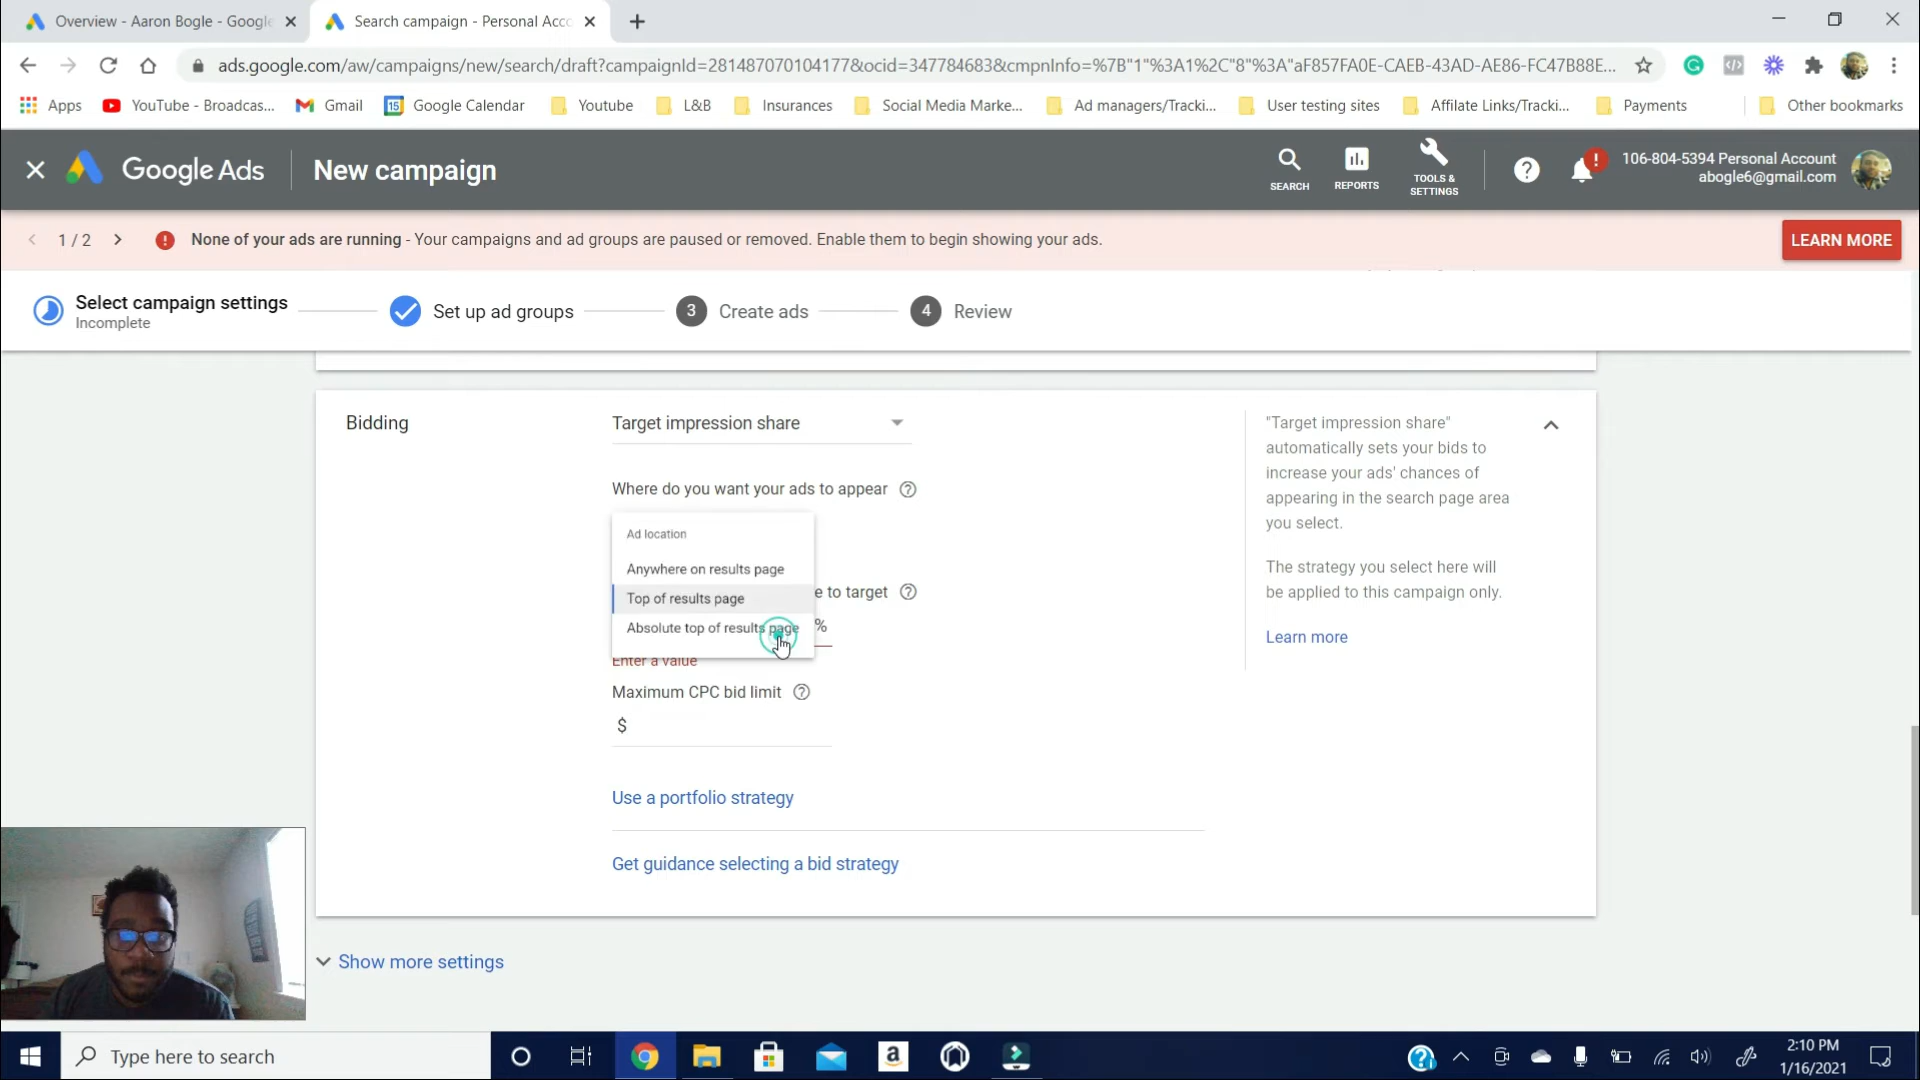 Overview - Aaron Bogle - Google
Search campaign - Personal Acc
ads.google.com/aw/campaigns/new/search/draft?campaignId=281487070104177&ocid=347784683&cmpnInfo=%7B"1"%3A1%2C"8"%3A"aF857FA0E-CAEB-43AD-AE86-FC47B88E...
Apps
YouTube - Broadcas...
Gmail
15
Google Calendar
Youtube
L&B
Insurances
Social Media Marke...
Ad managers/Tracki...
User testing sites
Affilate Links/Tracki...
Payments
Other bookmarks
Google Ads
New campaign
SEARCH
REPORTS
TOOLS &
SETTINGS
106-804-5394 Personal Account
abogle6@gmail.com
1 / 2
None of your ads are running - Your campaigns and ad groups are paused or removed. Enable them to begin showing your ads.
LEARN MORE
Select campaign settings
Incomplete
Set up ad groups
3
Create ads
4
Review
Bidding
Target impression share
Where do you want your ads to appear
Ad location
Anywhere on results page
Top of results page
Absolute top of results page
e to target
%
Enter a value
Maximum CPC bid limit
$
Use a portfolio strategy
Get guidance selecting a bid strategy
"Target impression share"
automatically sets your bids to
increase your ads' chances of
appearing in the search page area
you select.
The strategy you select here will
be applied to this campaign only.
Learn more
Show more settings
Type here to search
2:10 PM
1/16/2021